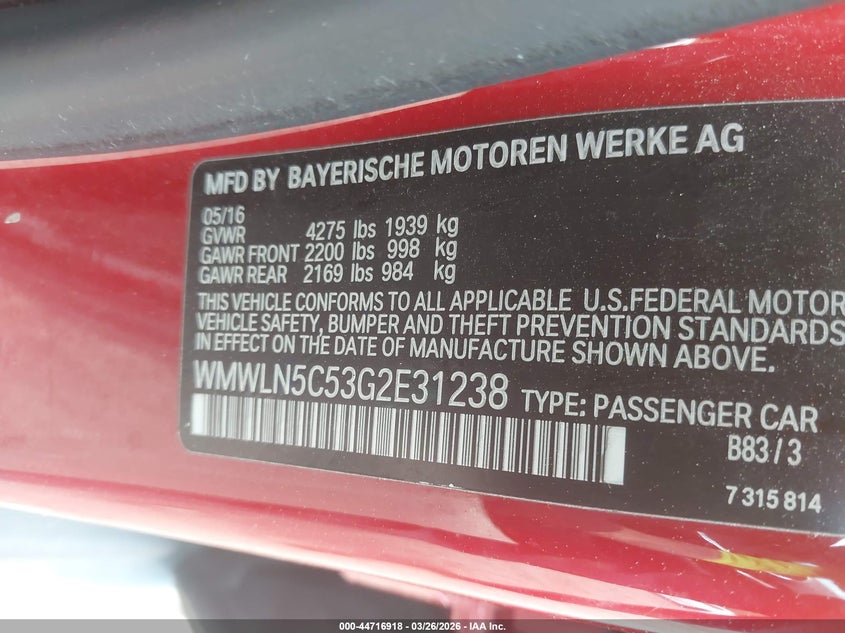 MFD BY BAYERISCHE MOTOREN WERKE AG
05/16
GVWR 4275 lbs 1939 kg
GAWR FRONT 2200 lbs 998 kg
GAWR REAR 2169 lbs 984 kg
THIS VEHICLE CONFORMS TO ALL APPLICABLE U.S.FEDERAL MOTOR
VEHICLE SAFETY, BUMPER AND THEFT PREVENTION STANDARDS
IN EFFECT ON THE DATE OF MANUFACTURE SHOWN ABOVE.
WMWLN5C53G2E31238 TYPE: PASSENGER CAR
B83/3
7 315 814
000-44716918 - 03/26/2026 - IAA Inc.